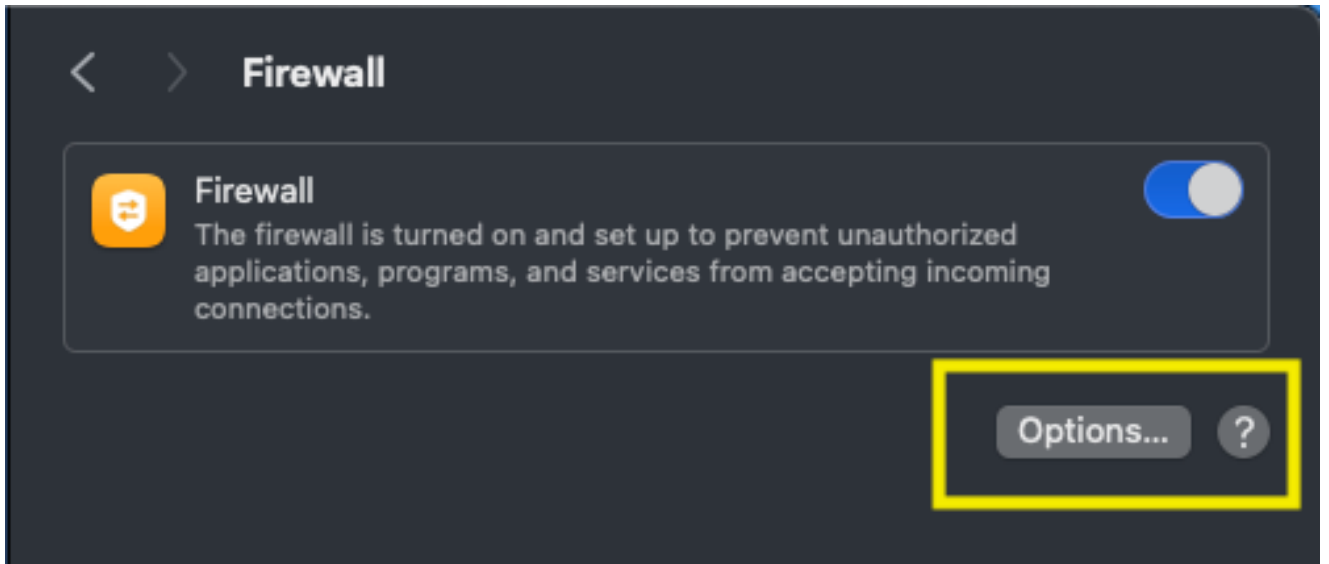 Firewall
Firewall
The firewall is turned on and set up to prevent unauthorized
applications, programs, and services from accepting incoming
connections.
Options...
?